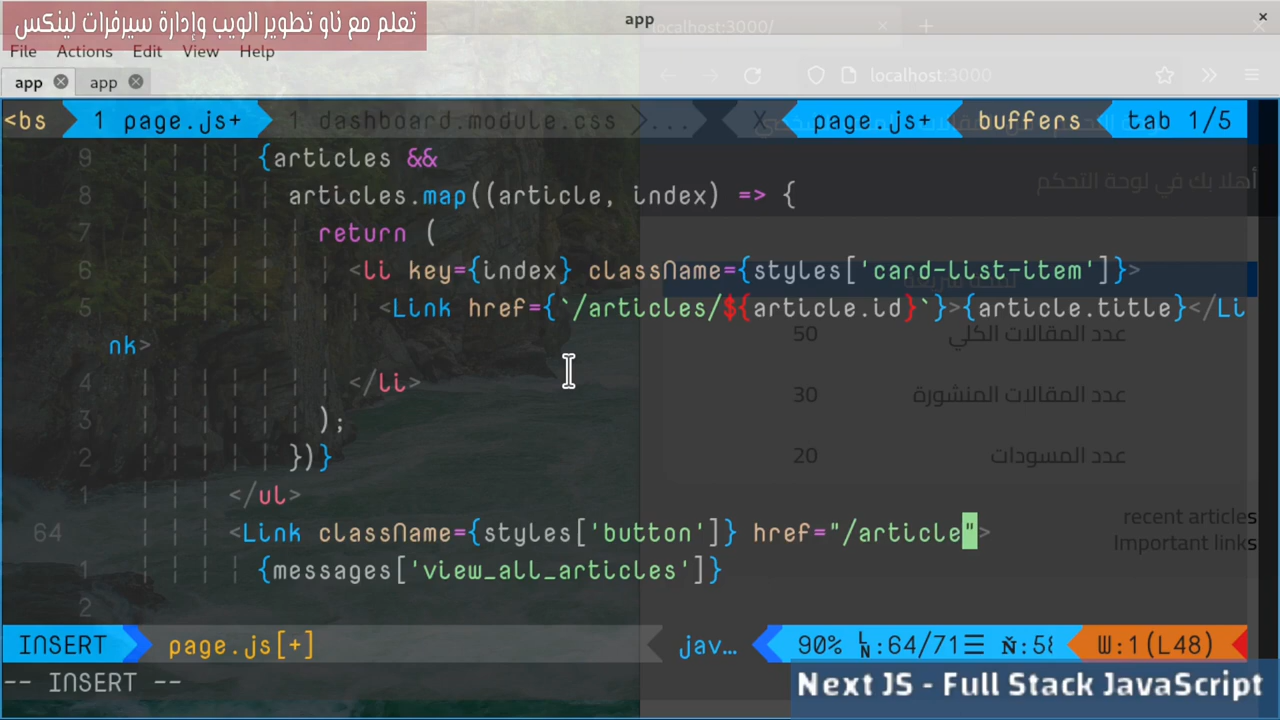 تعلم مع ناو تطوير الويب وإدارة سيرفرات لينكس
app
localhost:3000/
File Actions Edit View Help
app app
localhost:3000
<bs 1 page.js+ 1 dashboard.module.css ... X page.js+ buffers tab 1/5
9 {articles &&
أهلا بك في لوحة التحكم
8 articles.map((article, index) => {
7 return (
6 <li key={index} className={styles['card-list-item']}>
5 <Link href={`/articles/${article.id}`}>{article.title}</Li
nk>
عدد المقالات الكلي 50
4 </li>
عدد المقالات المنشورة 30
3 );
2 })}
عدد المسودات 20
1 </ul>
recent articles
64 <Link className={styles['button']} href="/article">
Important links
1 {messages['view_all_articles']}
2
INSERT page.js[+] jav… 90% LN:64/71☰ Ň:58 W:1(L48)
-- INSERT --
Next JS - Full Stack JavaScript